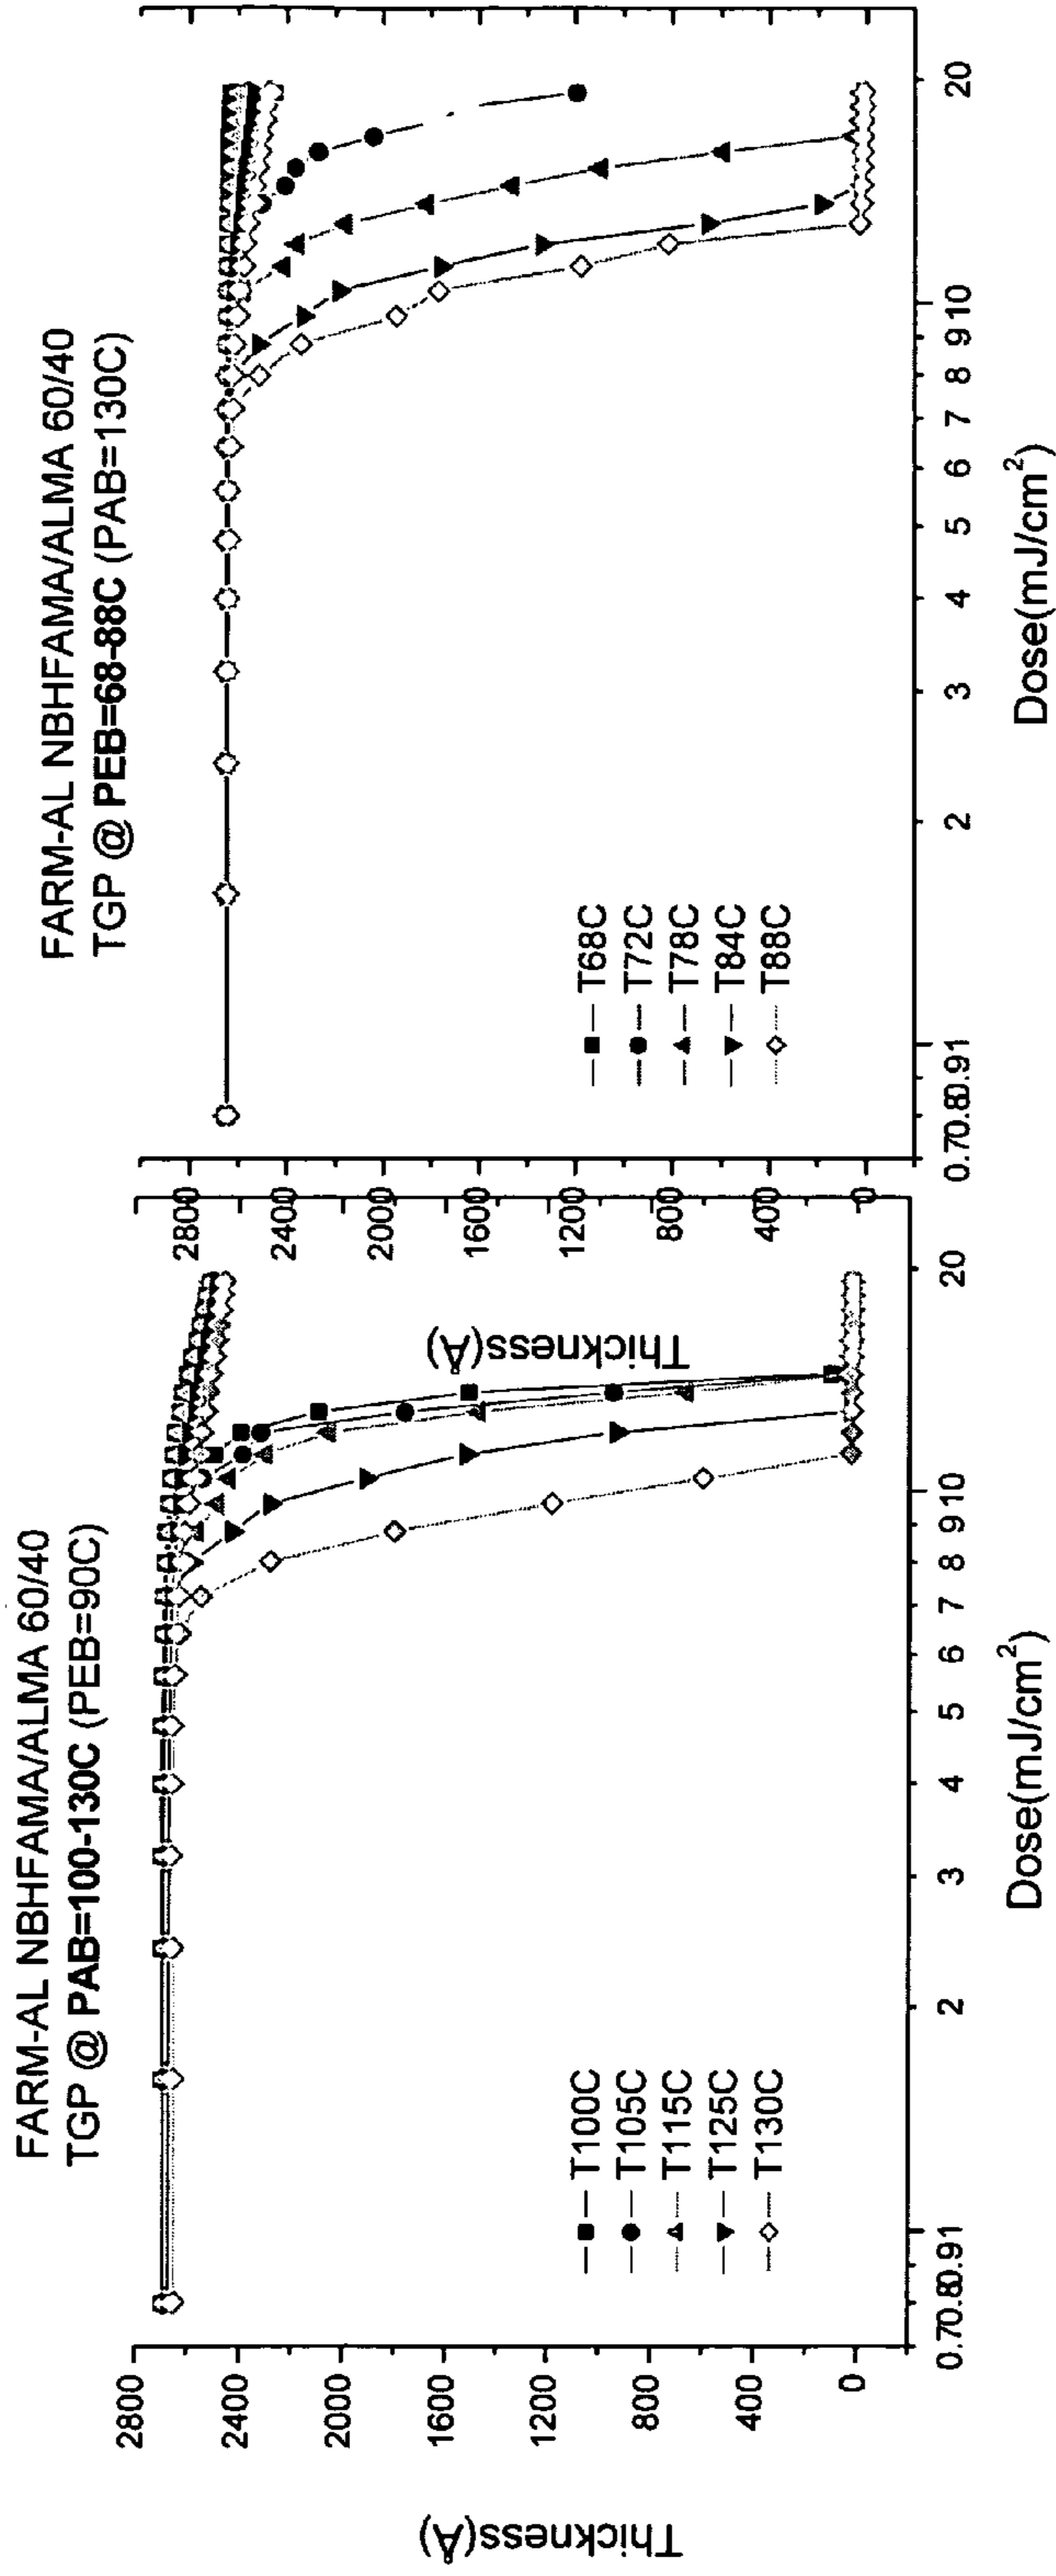 FARM-AL NBHFAMA/ALMA 60/40
TGP @ PAB=100-130C (PEB=90C)
Thickness(Å)
2800
2400
2000
1600
1200
800
400
0
T100C
T105C
T115C
T125C
T130C
0.7 0.8 0.9 1 2 3 4 5 6 7 8 9 10 20
Dose(mJ/cm²)
FARM-AL NBHFAMA/ALMA 60/40
TGP @ PEB=68-88C (PAB=130C)
Thickness(Å)
2800
2400
2000
1600
1200
400
0
T68C
T72C
T78C
T84C
T88C
0.7 0.8 0.9 1 2 3 4 5 6 7 8 9 10 20
Dose(mJ/cm²)